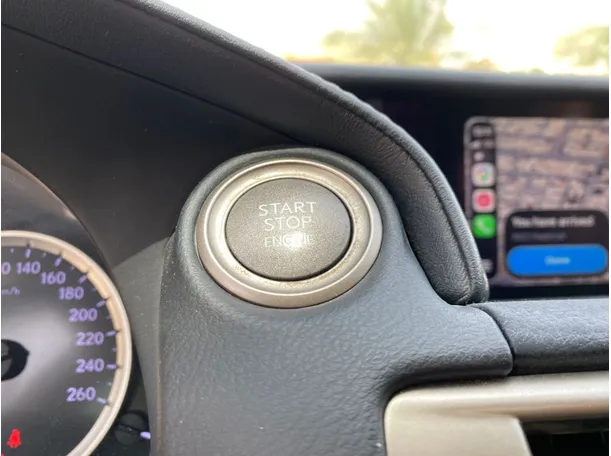 START
STOP
ENGINE
140
160
180
200
220
240
260
You have arrived
Done